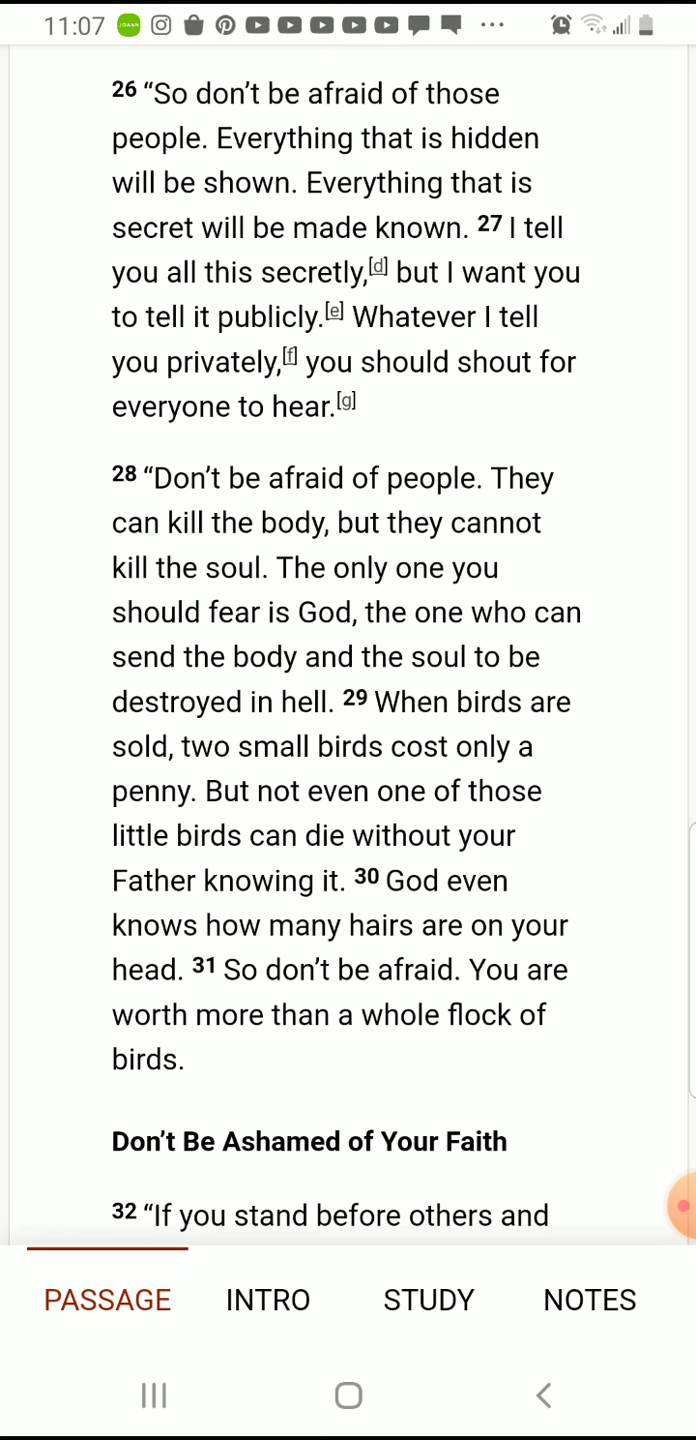 11:07
26 “So don’t be afraid of those
people. Everything that is hidden
will be shown. Everything that is
secret will be made known. 27 I tell
you all this secretly,[d] but I want you
to tell it publicly.[e] Whatever I tell
you privately,[f] you should shout for
everyone to hear.[g]
28 “Don’t be afraid of people. They
can kill the body, but they cannot
kill the soul. The only one you
should fear is God, the one who can
send the body and the soul to be
destroyed in hell. 29 When birds are
sold, two small birds cost only a
penny. But not even one of those
little birds can die without your
Father knowing it. 30 God even
knows how many hairs are on your
head. 31 So don’t be afraid. You are
worth more than a whole flock of
birds.
Don’t Be Ashamed of Your Faith
32 “If you stand before others and
PASSAGE INTRO STUDY NOTES